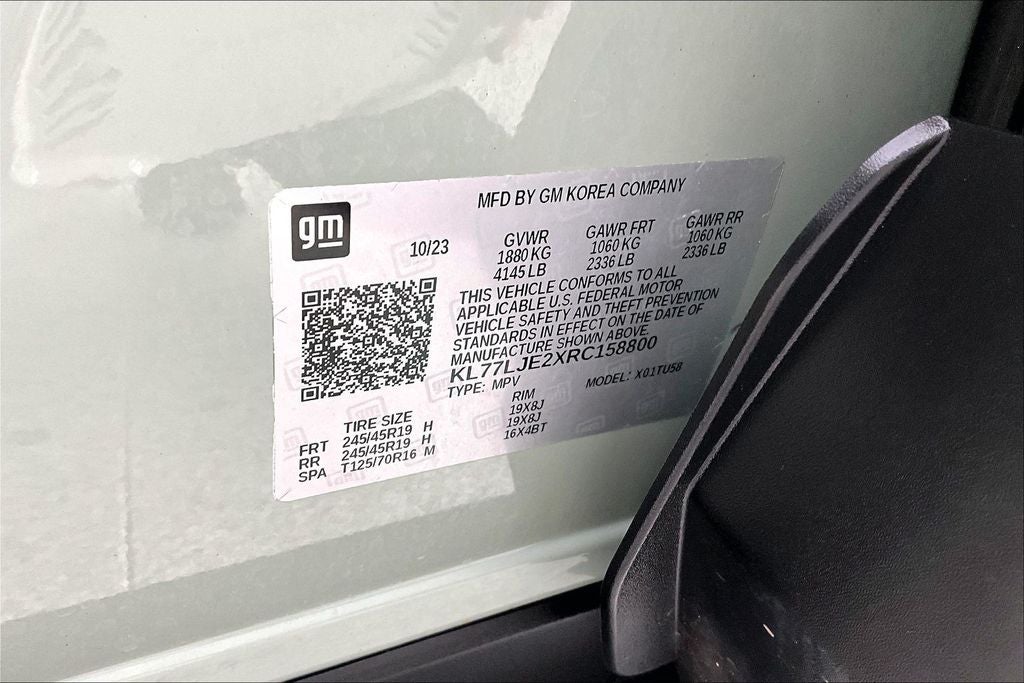 MFD BY GM KOREA COMPANY
gm
10/23
GVWR GAWR FRT GAWR RR
1880 KG 1060 KG 1060 KG
4145 LB 2336 LB 2336 LB
THIS VEHICLE CONFORMS TO ALL
APPLICABLE U.S. FEDERAL MOTOR
VEHICLE SAFETY AND THEFT PREVENTION
STANDARDS IN EFFECT ON THE DATE OF
MANUFACTURE SHOWN ABOVE.
KL77LJE2XRC158800
TYPE: MPV MODEL: X01TU58
TIRE SIZE RIM
FRT 245/45R19 H 19X8J
RR 245/45R19 H 19X8J
SPA T125/70R16 M 16X4BT